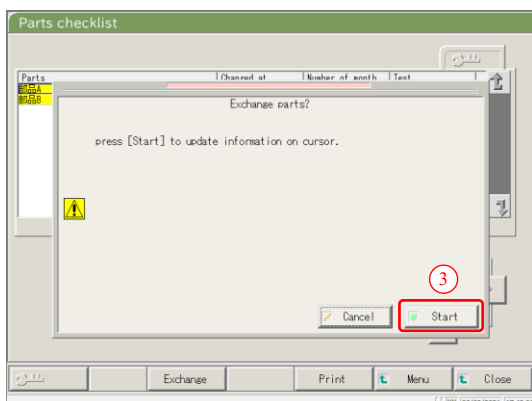 Parts checklist
Parts Changed at Number of month Test
部品A
部品B
Exchange parts?
press [Start] to update information on cursor.
3
Cancel Start
Exchange Print Menu Close